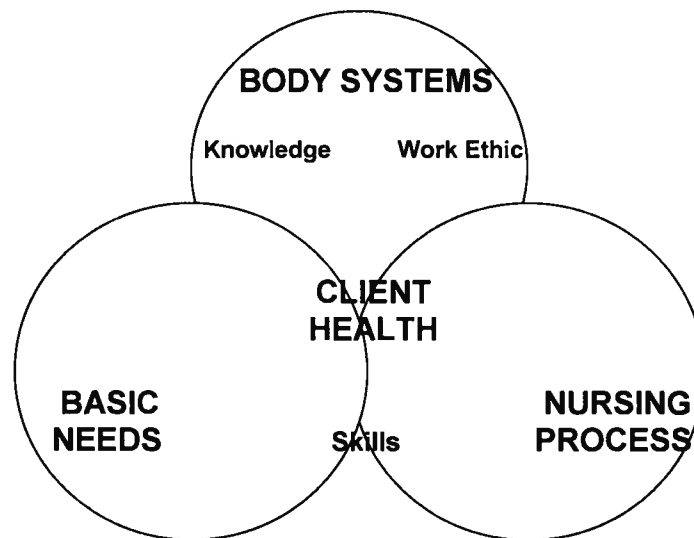 BODY SYSTEMS
Knowledge
Work Ethic
CLIENT
HEALTH
BASIC
NEEDS
Skills
NURSING
PROCESS